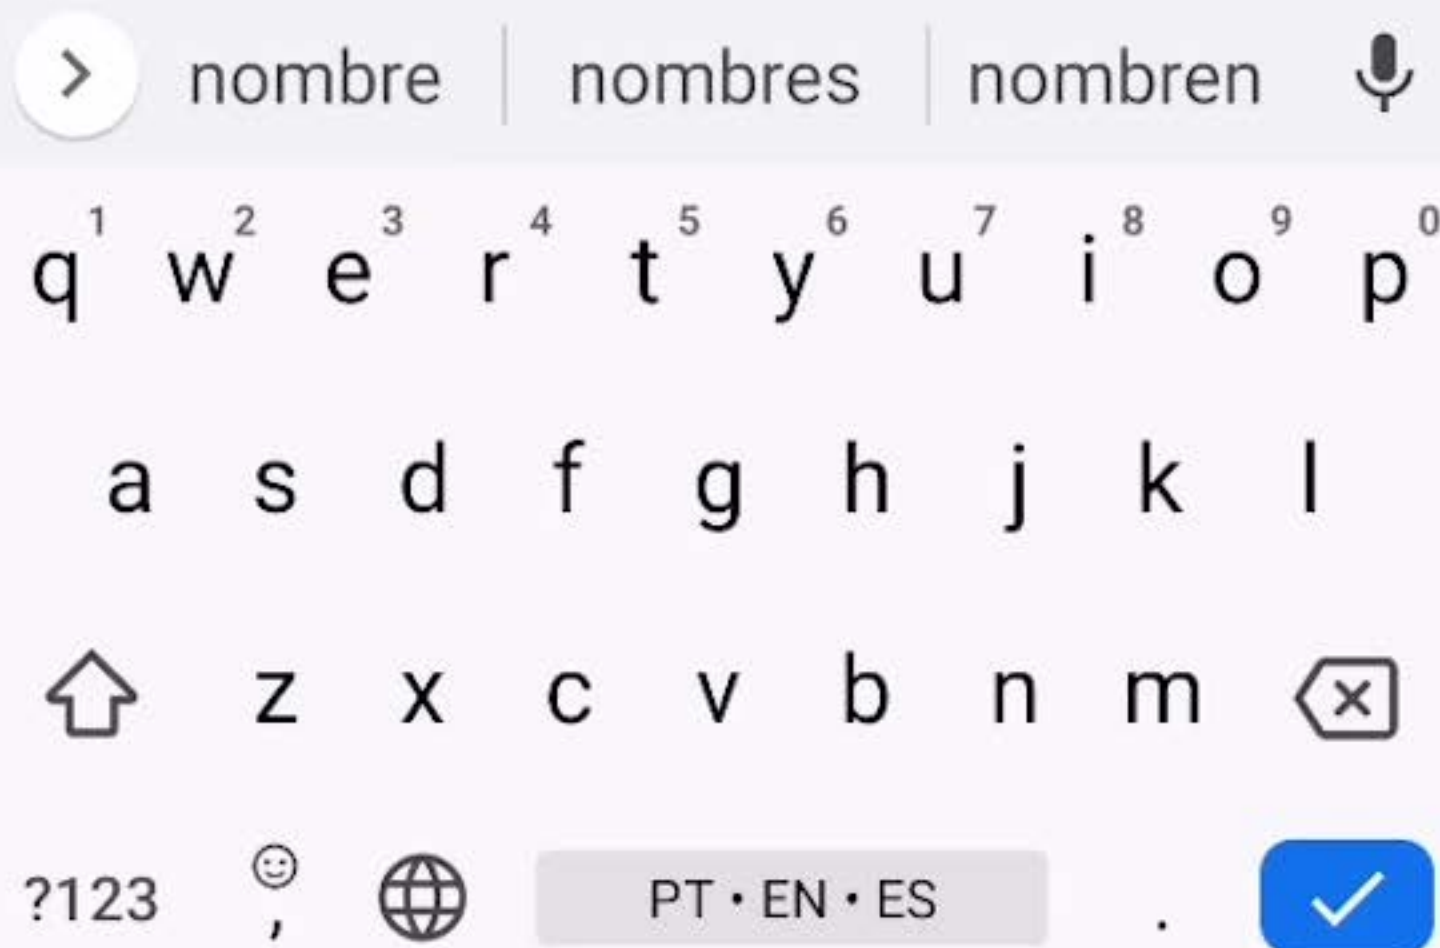 nombre nombres nombren
1 2 3 4 5 6 7 8 9 0
q w e r t y u i o p
a s d f g h j k l
z x c v b n m
?123 , PT • EN • ES .